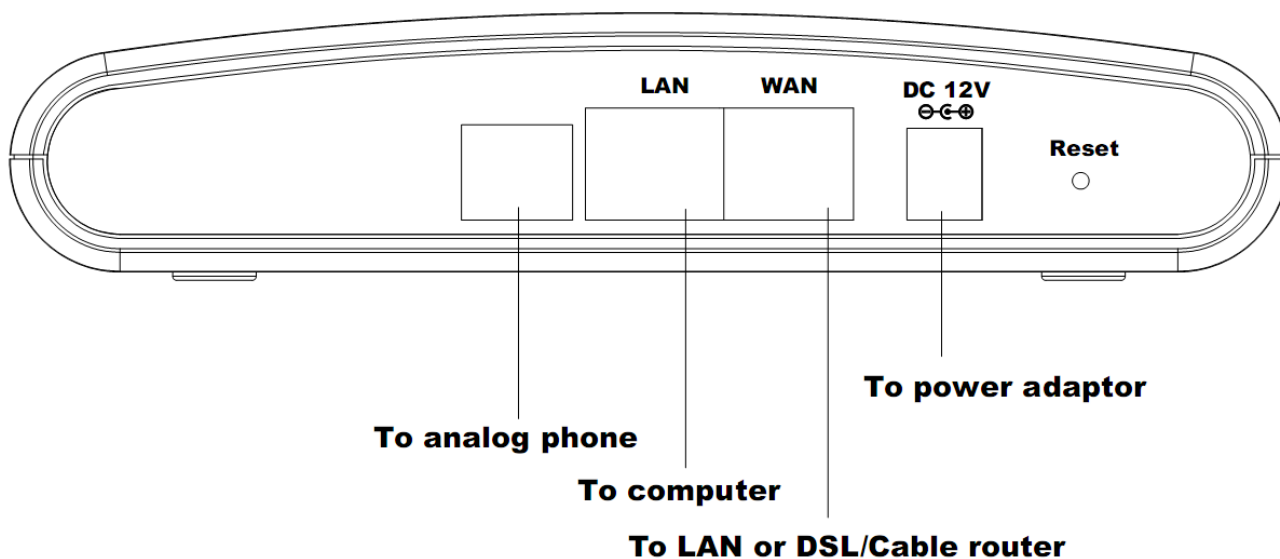 LAN
WAN
DC 12V
Reset
To power adaptor
To analog phone
To computer
To LAN or DSL/Cable router